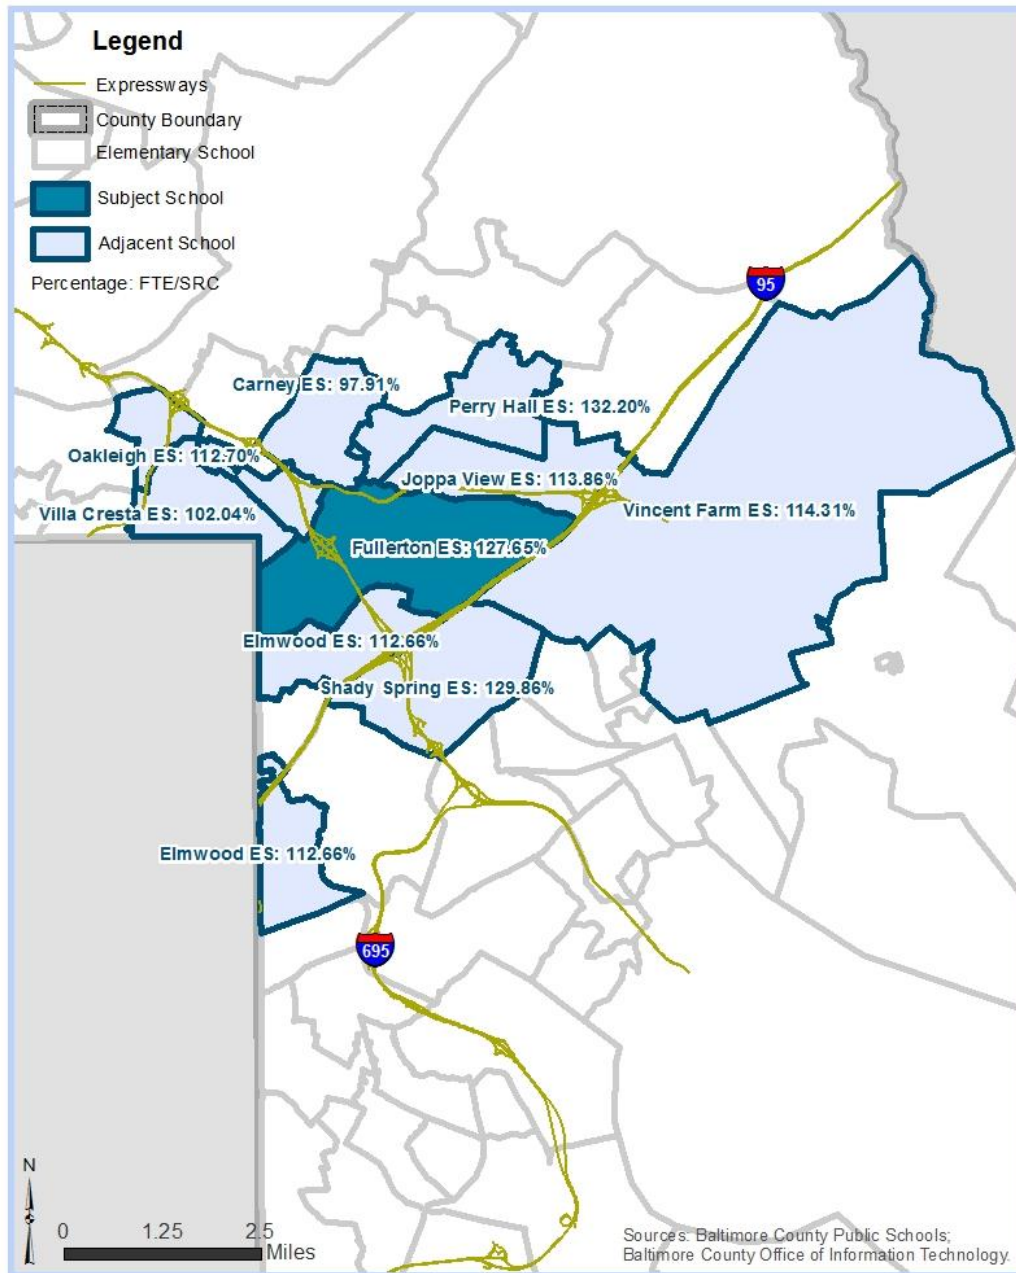 Legend
Expressways
County Boundary
Elementary School
Subject School
Adjacent School
Percentage: FTE/SRC
95
Carney ES: 97.91%
Perry Hall ES: 132.20%
Oakleigh ES: 112.70%
Joppa View ES: 113.86%
Villa Cresta ES: 102.04%
Vincent Farm ES: 114.31%
Fullerton ES: 127.65%
Elmwood ES: 112.66%
Shady Spring ES: 129.86%
Elmwood ES: 112.66%
695
N
0 1.25 2.5
Miles
Sources: Baltimore County Public Schools;
Baltimore County Office of Information Technology.